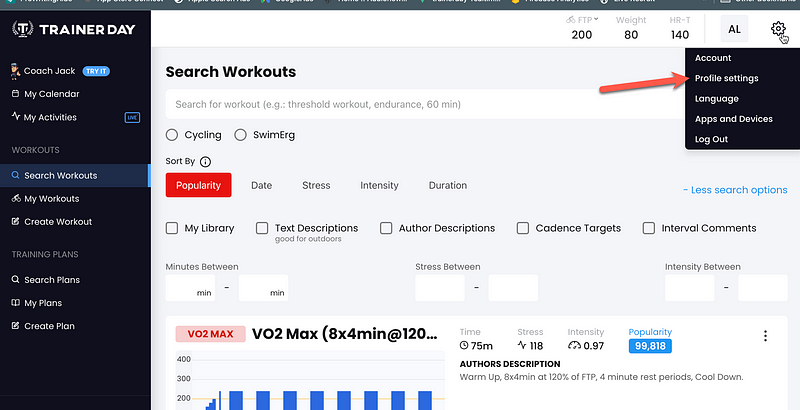 TRAINER DAY
FTP
200
Weight
80
HR-T
140
AL
Account
Profile settings
Language
Apps and Devices
Log Out
Coach Jack TRY IT
My Calendar
My Activities LIVE
WORKOUTS
Search Workouts
My Workouts
Create Workout
TRAINING PLANS
Search Plans
My Plans
Create Plan
Search Workouts
Search for workout (e.g.: threshold workout, endurance, 60 min)
Cycling SwimErg
Sort By
Popularity Date Stress Intensity Duration
- Less search options
My Library Text Descriptions Author Descriptions Cadence Targets Interval Comments
good for outdoors
Minutes Between Stress Between Intensity Between
min - min - -
VO2 MAX VO2 Max (8x4min@120...
Time Stress Intensity Popularity
75m 118 0.97 99,818
AUTHORS DESCRIPTION
Warm Up, 8x4min at 120% of FTP, 4 minute rest periods, Cool Down.
400
300
200